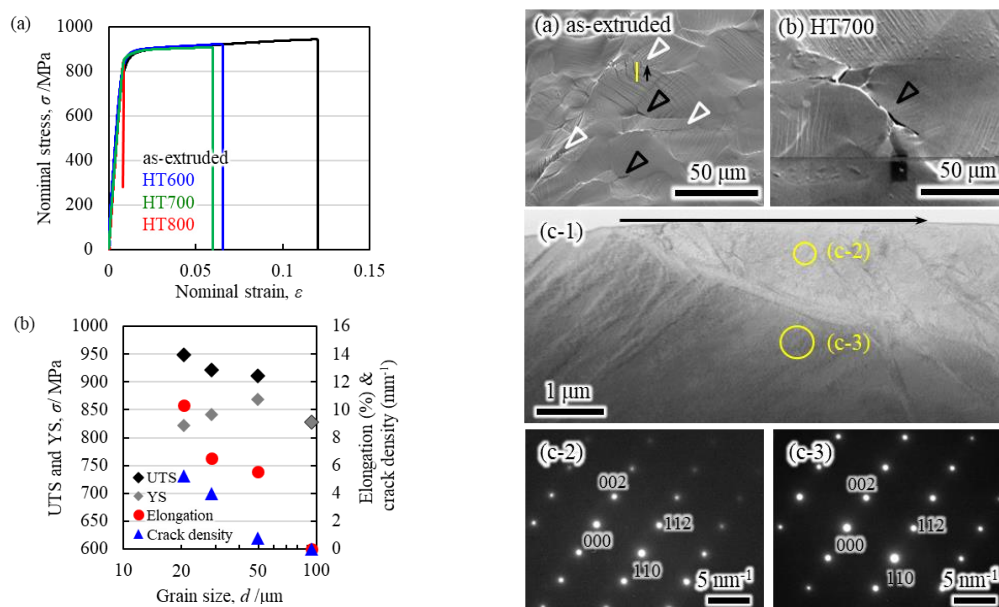 (a)
1000
800
600
400
200
0
Nominal stress, σ /MPa
as-extruded
HT600
HT700
HT800
0 0.05 0.1 0.15
Nominal strain, ε
(b)
1000
950
900
850
800
750
700
650
600
UTS and YS, σ/ MPa
16
14
12
10
8
6
4
2
0
Elongation (%) &
crack density (mm⁻¹)
UTS
YS
Elongation
Crack density
10 20 50 100
Grain size, d /μm
(a) as-extruded
50 μm
(b) HT700
50 μm
(c-1)
(c-2)
(c-3)
1 μm
(c-2)
002
112
000
110
5 nm⁻¹
(c-3)
002
112
000
110
5 nm⁻¹